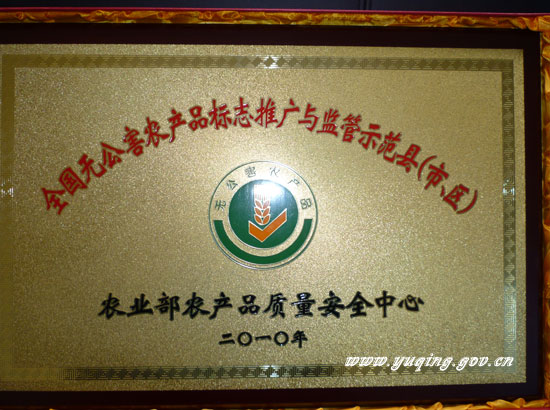 全国无公害农产品标志推广与监管示范县(市、区)
无公害农产品
农业部农产品质量安全中心
二〇一〇年
www.yuqing.gov.cn